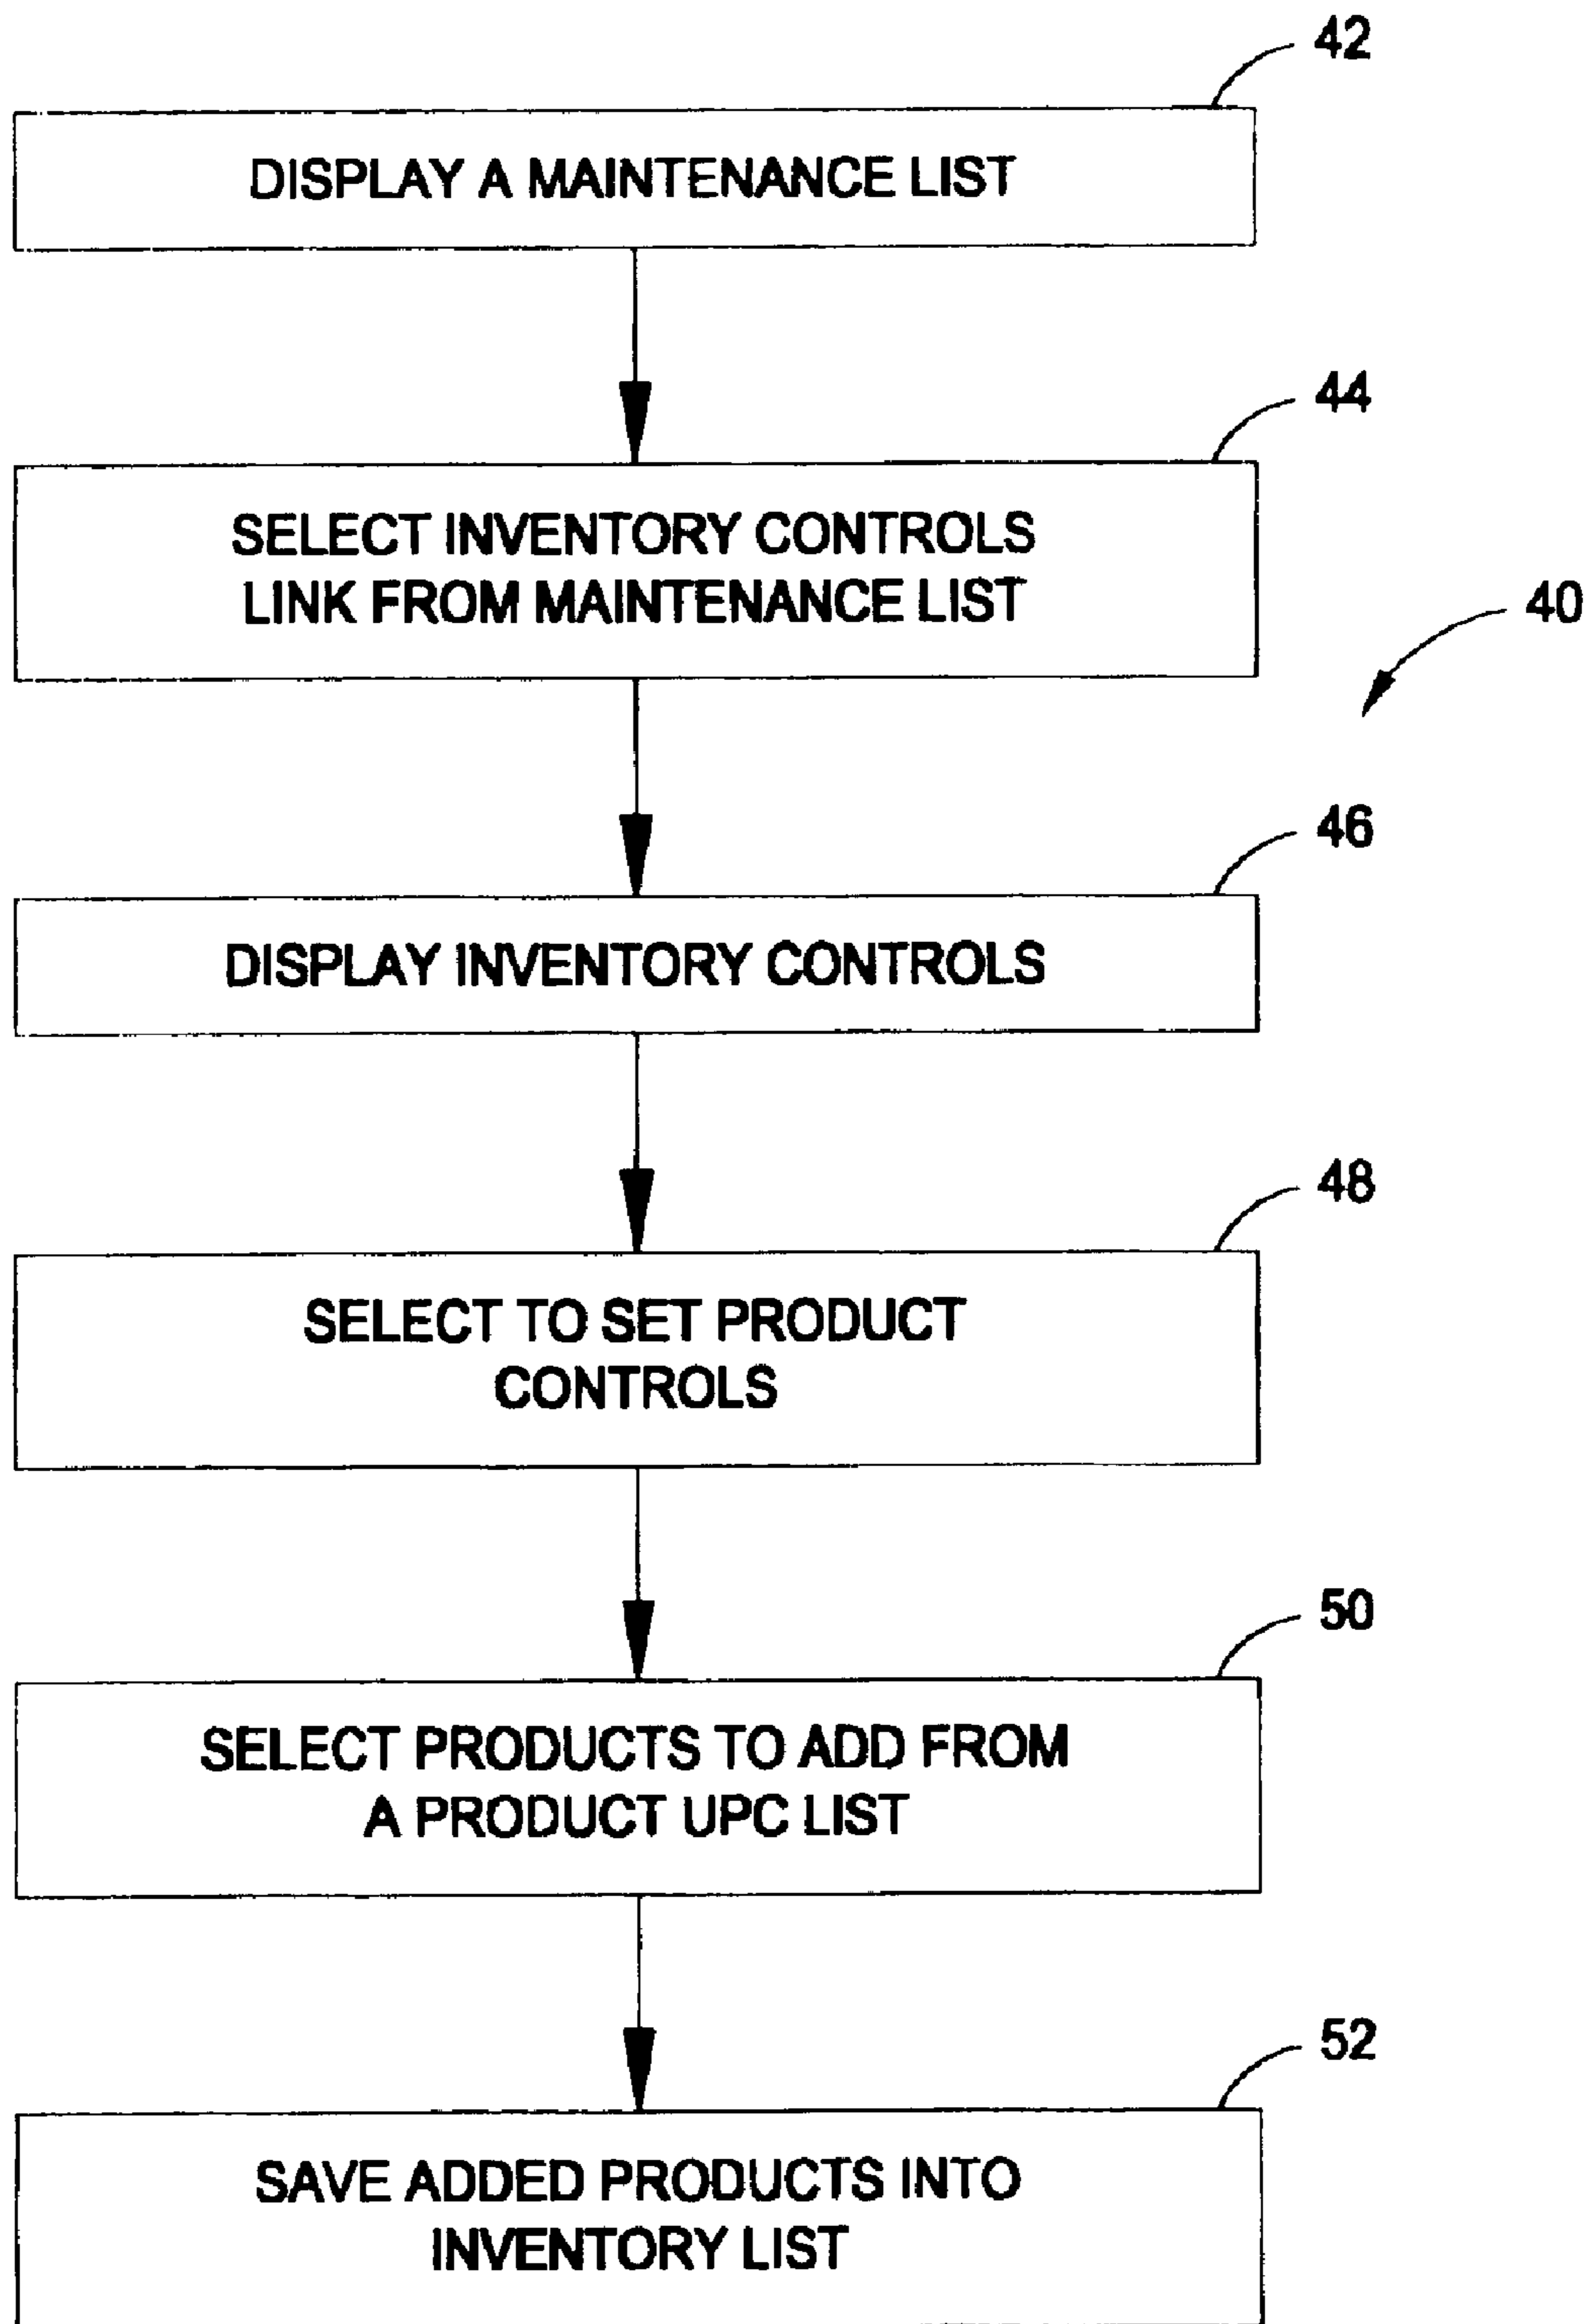 42
DISPLAY A MAINTENANCE LIST
44
SELECT INVENTORY CONTROLS
LINK FROM MAINTENANCE LIST
40
46
DISPLAY INVENTORY CONTROLS
48
SELECT TO SET PRODUCT
CONTROLS
50
SELECT PRODUCTS TO ADD FROM
A PRODUCT UPC LIST
52
SAVE ADDED PRODUCTS INTO
INVENTORY LIST